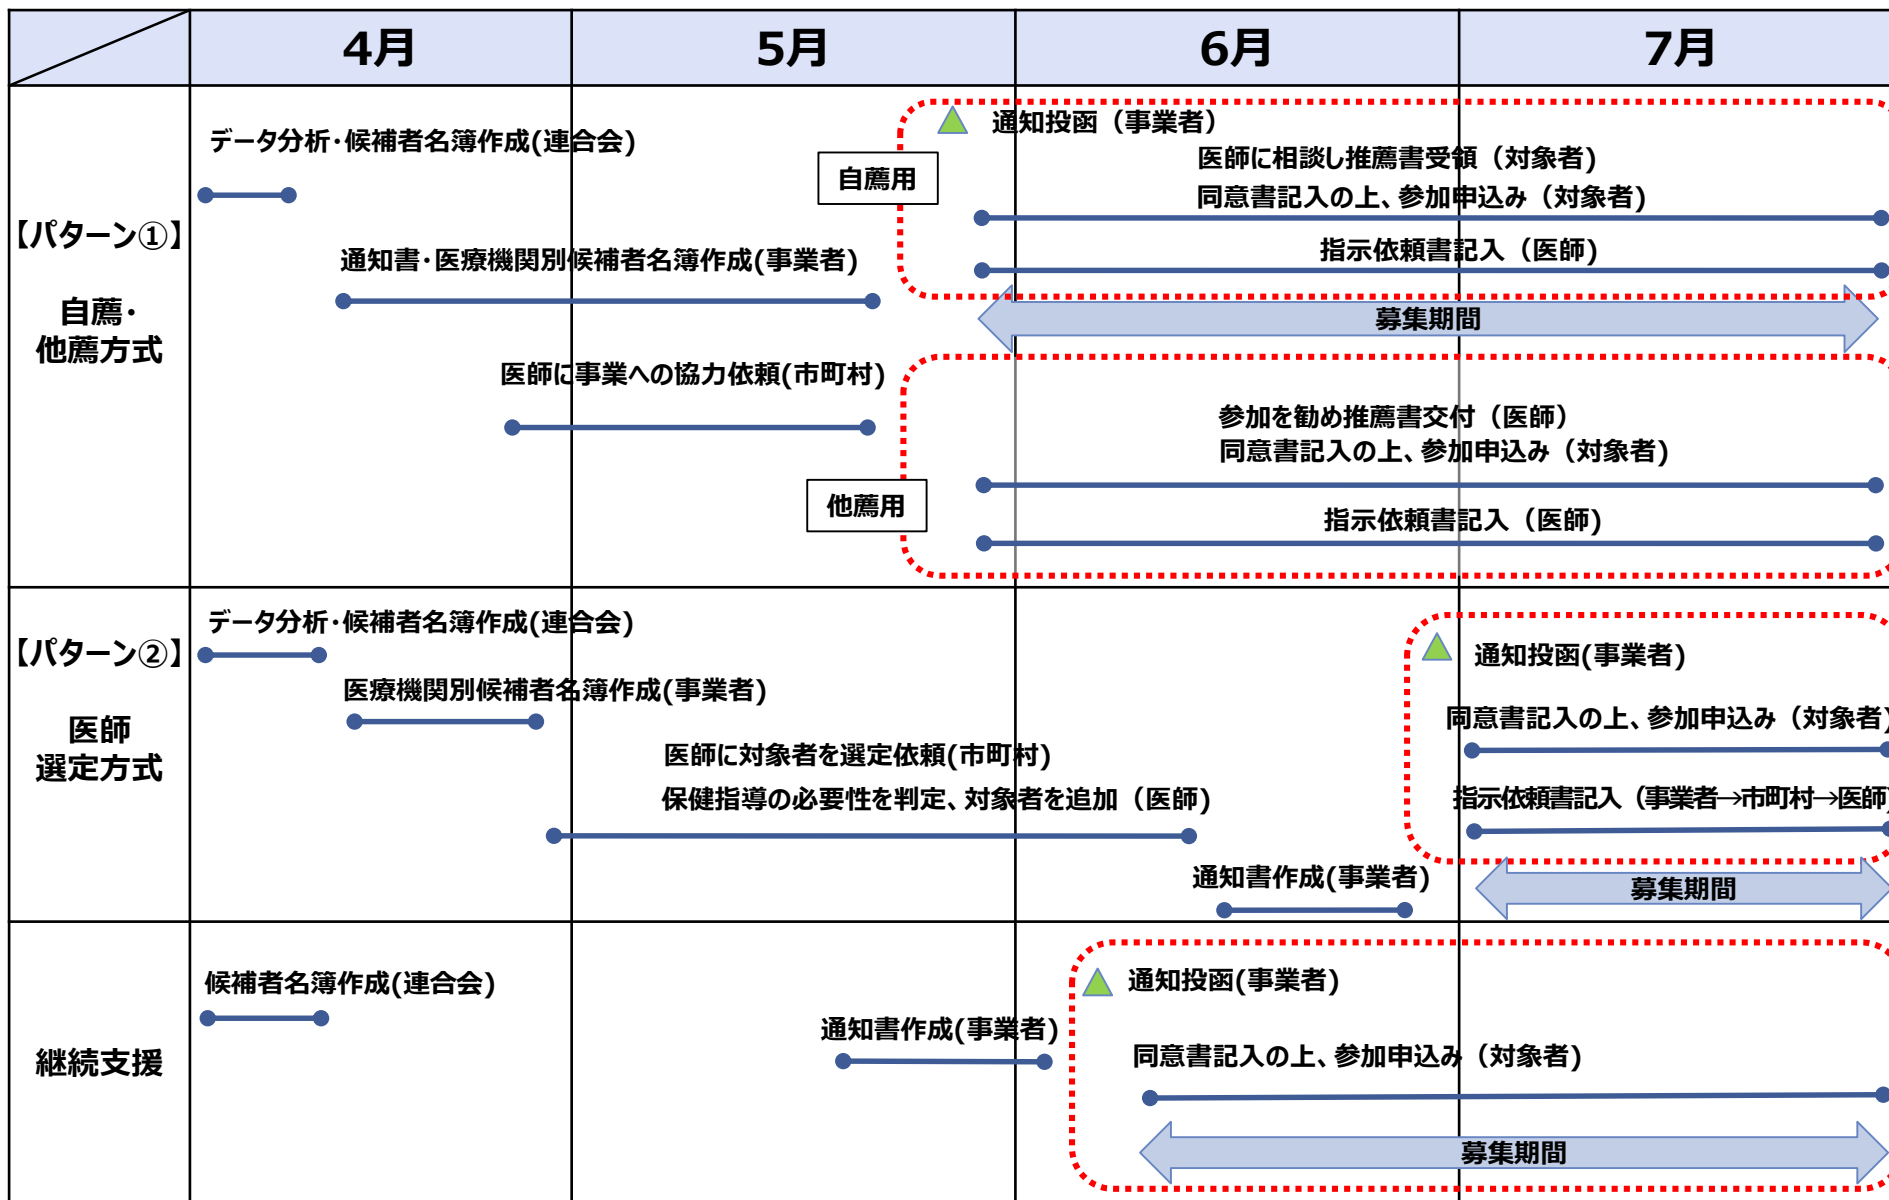 4月
5月
6月
7月
【パターン①】
自薦・
他薦方式
データ分析・候補者名簿作成(連合会)
通知書・医療機関別候補者名簿作成(事業者)
医師に事業への協力依頼(市町村)
自薦用
通知投函（事業者）
医師に相談し推薦書受領（対象者)
同意書記入の上、参加申込み（対象者)
指示依頼書記入（医師)
募集期間
他薦用
参加を勧め推薦書交付（医師）
同意書記入の上、参加申込み（対象者)
指示依頼書記入（医師)
【パターン②】
医師
選定方式
データ分析・候補者名簿作成(連合会)
医療機関別候補者名簿作成(事業者)
医師に対象者を選定依頼(市町村)
保健指導の必要性を判定、対象者を追加（医師)
通知書作成(事業者)
通知投函(事業者)
同意書記入の上、参加申込み（対象者)
指示依頼書記入（事業者→市町村→医師)
募集期間
継続支援
候補者名簿作成(連合会)
通知書作成(事業者)
通知投函(事業者)
同意書記入の上、参加申込み（対象者)
募集期間